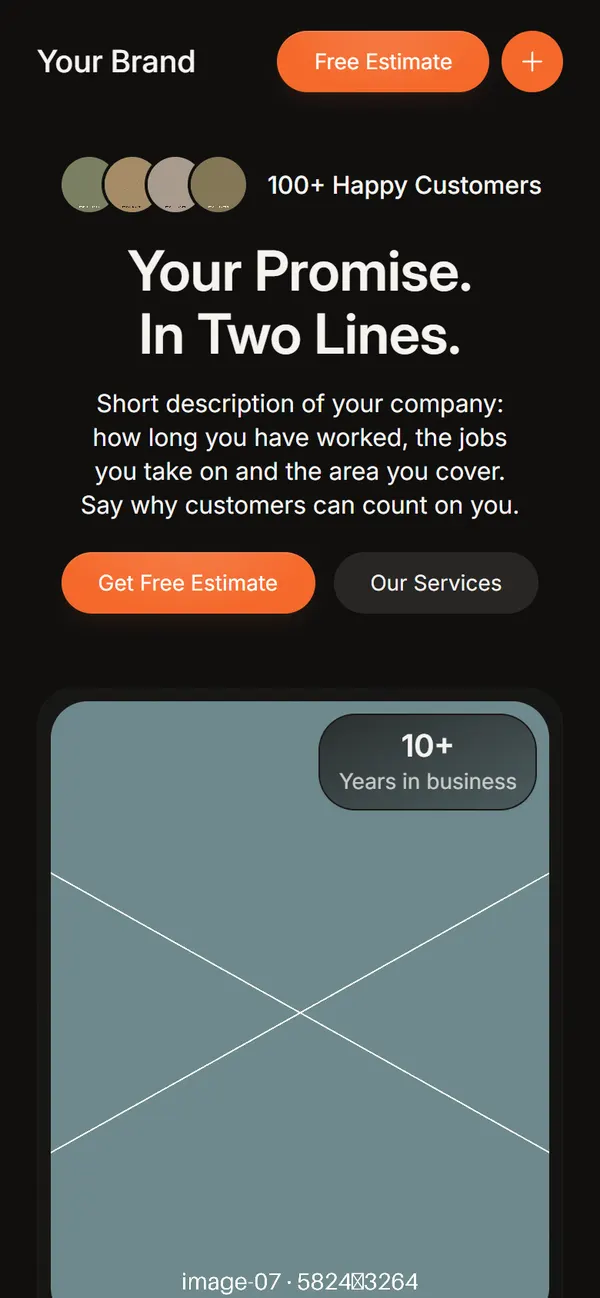 Your Brand
Free Estimate
100+ Happy Customers
Your Promise.
In Two Lines.
Short description of your company:
how long you have worked, the jobs
you take on and the area you cover.
Say why customers can count on you.
Get Free Estimate
Our Services
10+
Years in business
image-07 · 5824 3264